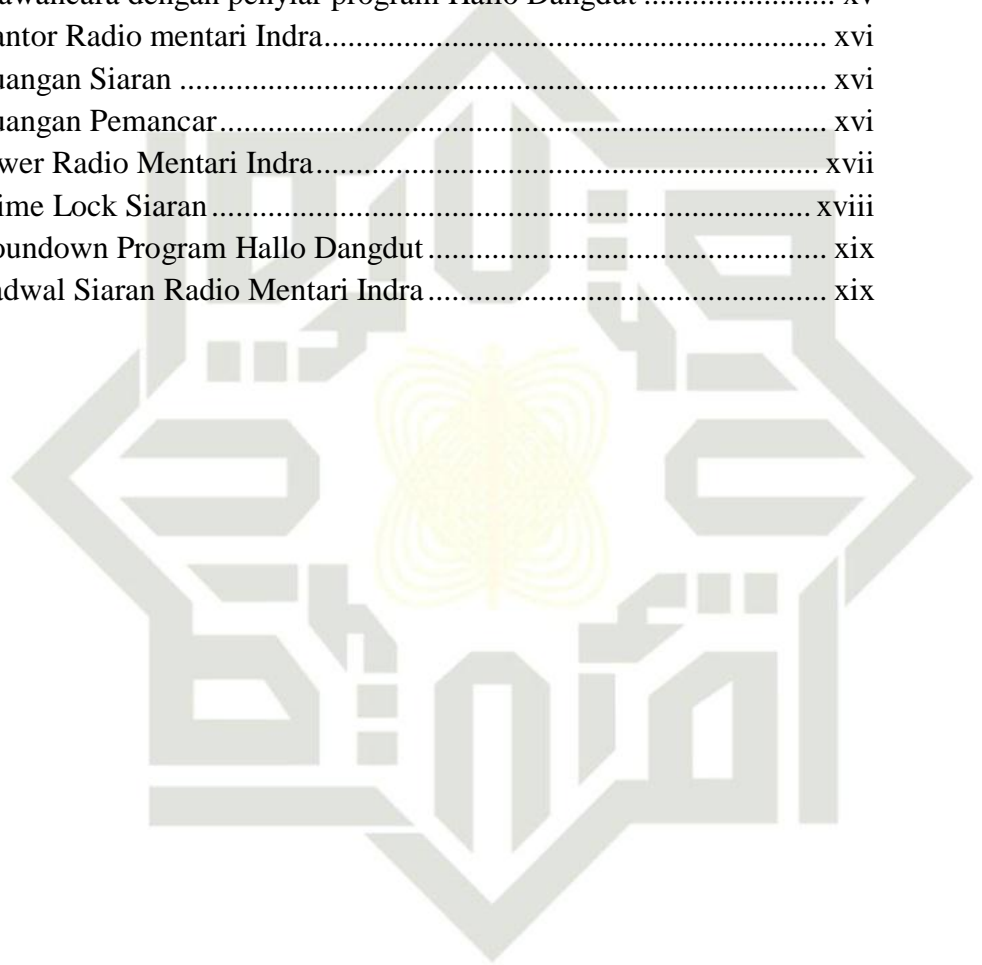 awancara dengan penyiar program Hallo Dangdut ........................ xv
antor Radio mentari Indra............................................................... xvi
uangan Siaran ................................................................................. xvi
uangan Pemancar............................................................................ xvi
wer Radio Mentari Indra............................................................... xvii
ime Lock Siaran ........................................................................... xviii
oundown Program Hallo Dangdut .................................................. xix
adwal Siaran Radio Mentari Indra .................................................. xix